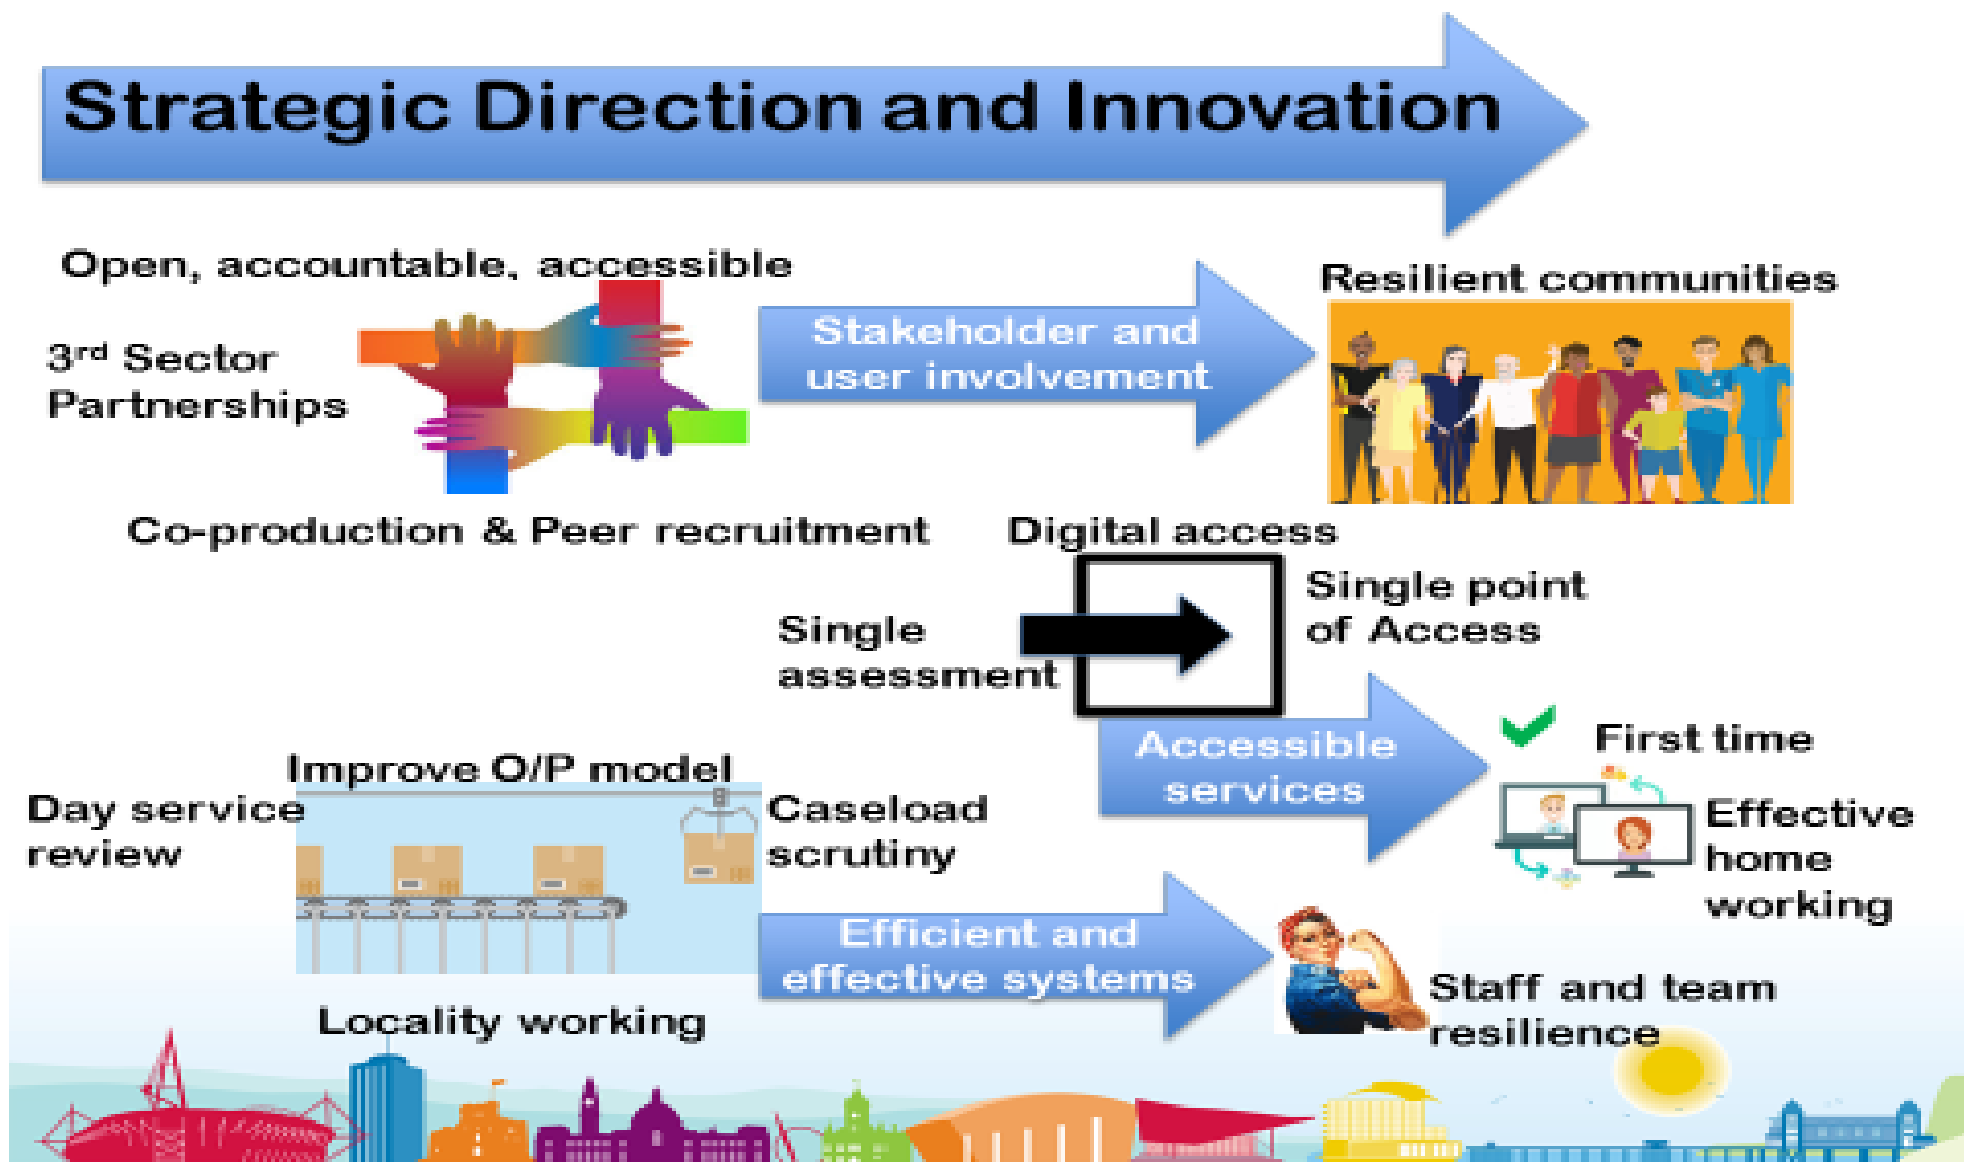 Strategic Direction and Innovation
Open, accountable, accessible
3rd Sector
Partnerships
Stakeholder and
user involvement
Resilient communities
Co-production & Peer recruitment
Digital access
Single
assessment
Single point
of Access
Accessible
services
First time
Effective
home
working
Improve O/P model
Day service
review
Caseload
scrutiny
Efficient and
effective systems
Locality working
Staff and team
resilience